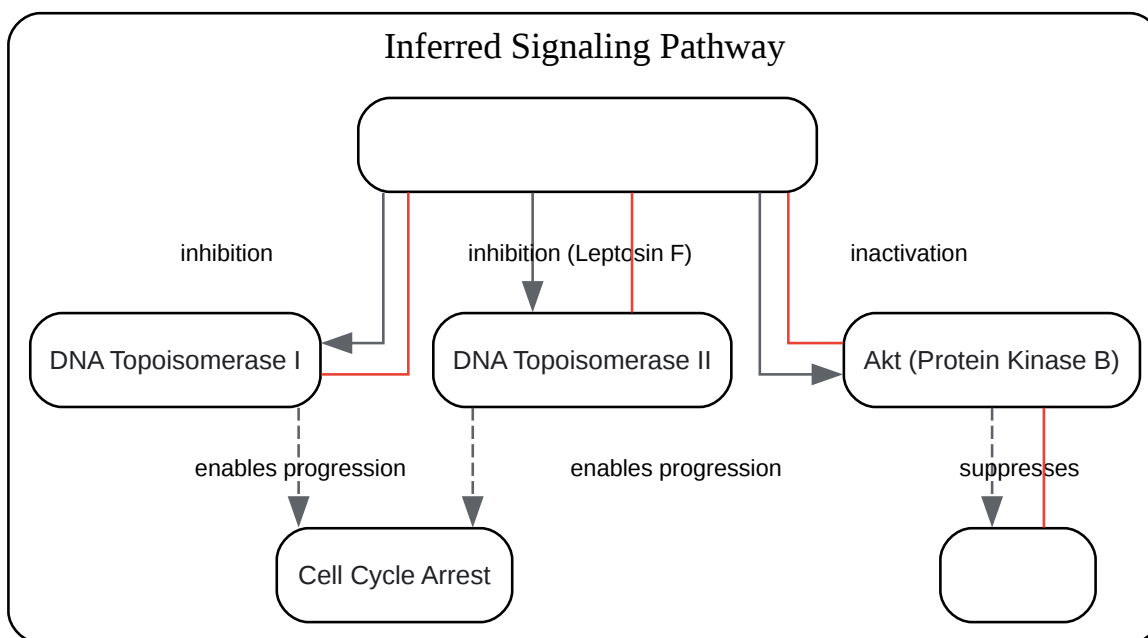 Inferred Signaling Pathway
inhibition
inhibition (Leptosin F)
inactivation
DNA Topoisomerase I
DNA Topoisomerase II
Akt (Protein Kinase B)
enables progression
enables progression
suppresses
Cell Cycle Arrest